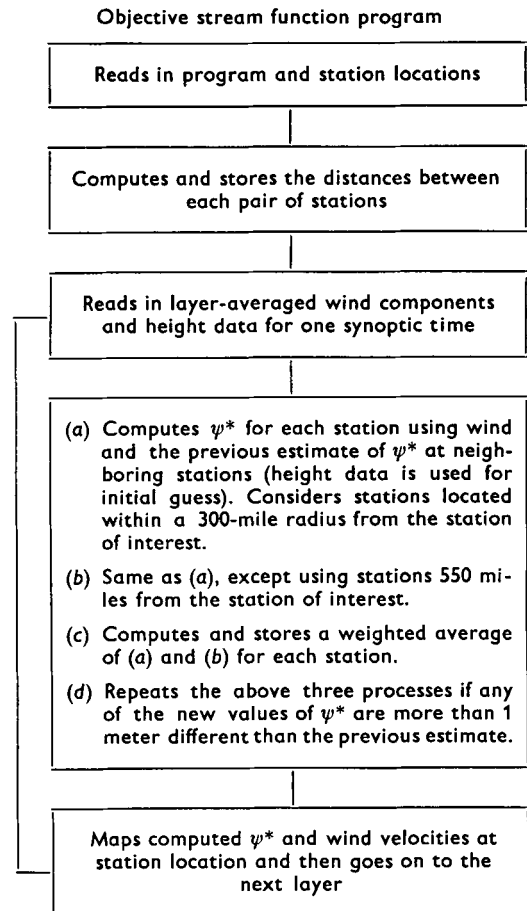 Objective stream function program
Reads in program and station locations
Computes and stores the distances between
each pair of stations
Reads in layer-averaged wind components
and height data for one synoptic time
(a) Computes ψ* for each station using wind
and the previous estimate of ψ* at neigh-
boring stations (height data is used for
initial guess). Considers stations located
within a 300-mile radius from the station
of interest.
(b) Same as (a), except using stations 550 mi-
les from the station of interest.
(c) Computes and stores a weighted average
of (a) and (b) for each station.
(d) Repeats the above three processes if any
of the new values of ψ* are more than 1
meter different than the previous estimate.
Maps computed ψ* and wind velocities at
station location and then goes on to the
next layer